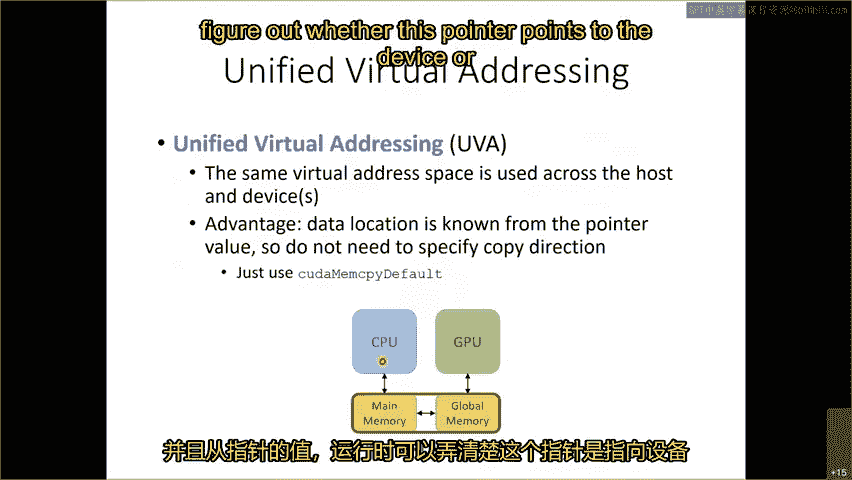 figure out whether this pointer points to the
device or
Unified Virtual Addressing
• Unified Virtual Addressing (UVA)
• The same virtual address space is used across the host
and device(s)
• Advantage: data location is known from the pointer
value, so do not need to specify copy direction
• Just use cudaMemcpyDefault
CPU
GPU
Main
Memory
Global
Memory
并且从指针的值，运行时可以弄清楚这个指针是指向设备
+15